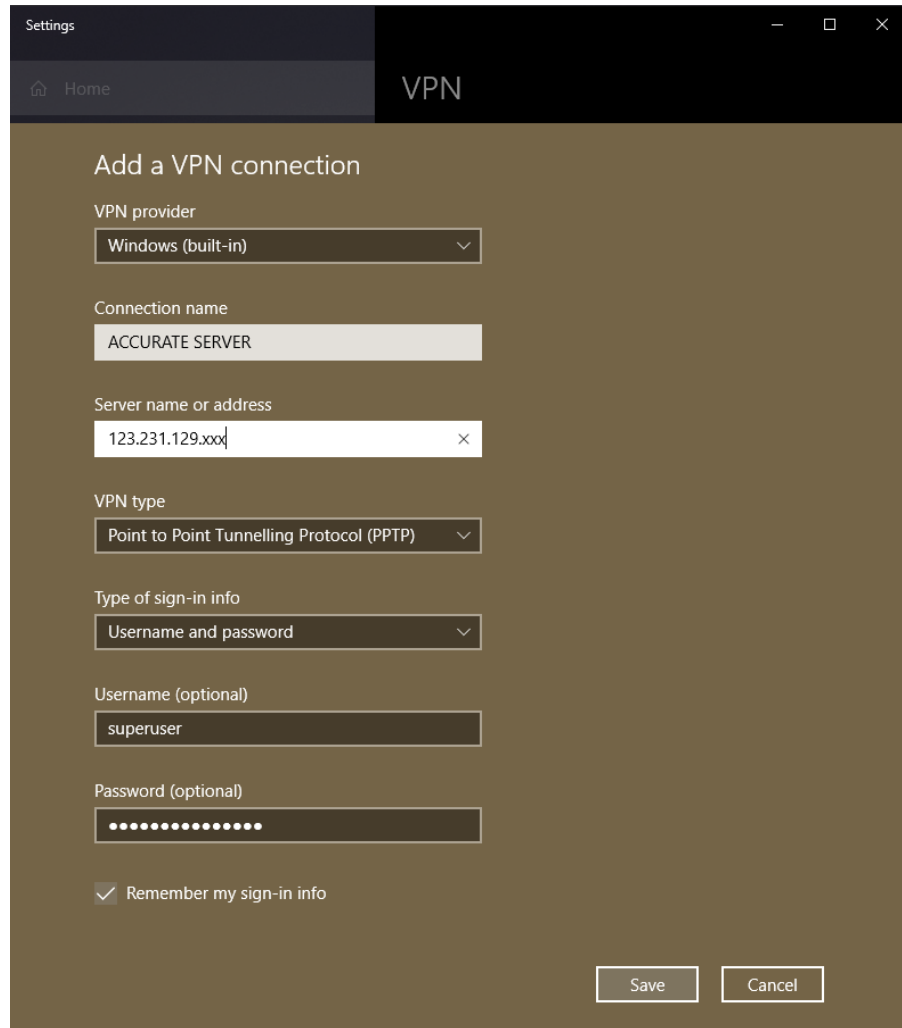 Settings
Home
VPN
Add a VPN connection
VPN provider
Windows (built-in)
Connection name
ACCURATE SERVER
Server name or address
123.231.129.xxx
VPN type
Point to Point Tunnelling Protocol (PPTP)
Type of sign-in info
Username and password
Username (optional)
superuser
Password (optional)
●●●●●●●●●●●●●●●
Remember my sign-in info
Save
Cancel